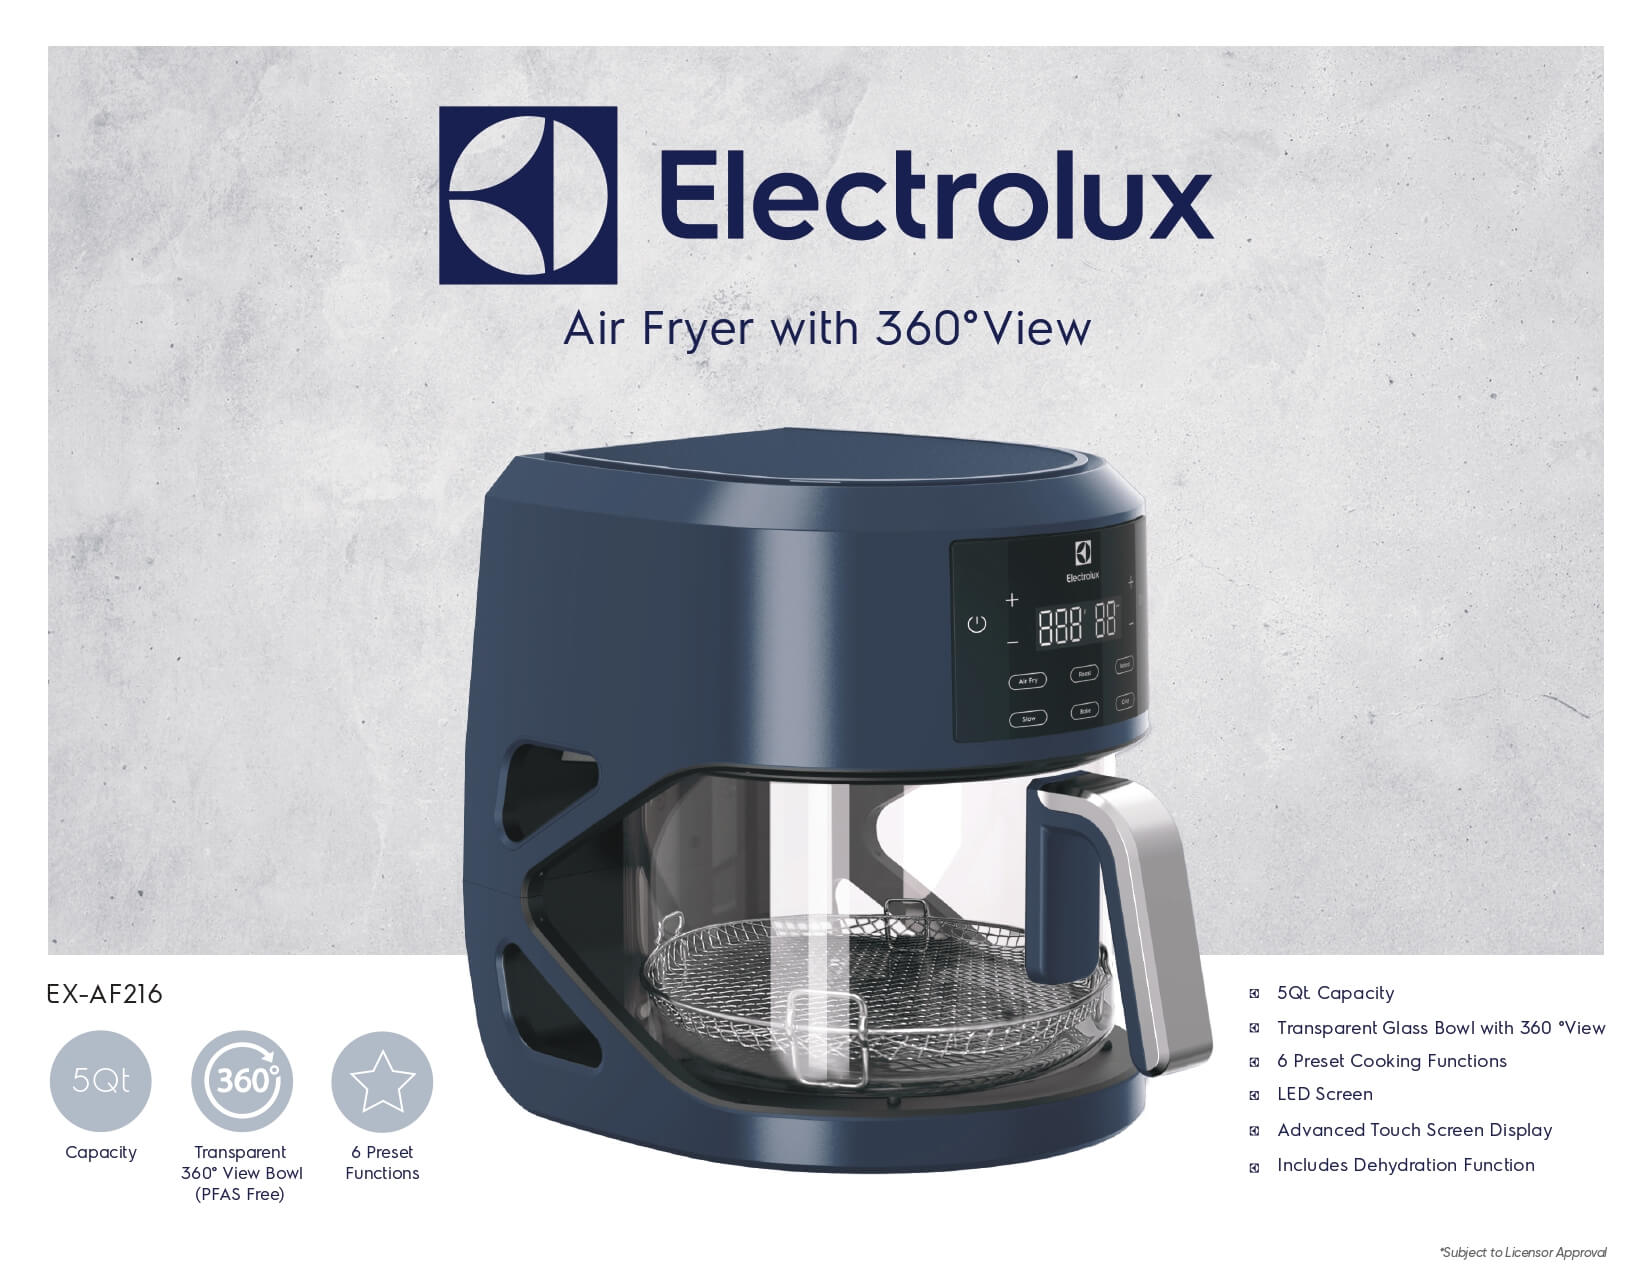 Electrolux
Air Fryer with 360° View
Electrolux
888 88
Air Fry
Roast
Slow
Bake
EX-AF216
5Qt
Capacity
360°
Transparent
360° View Bowl
(PFAS Free)
6 Preset
Functions
5Qt. Capacity
Transparent Glass Bowl with 360 °View
6 Preset Cooking Functions
LED Screen
Advanced Touch Screen Display
Includes Dehydration Function
*Subject to Licensor Approval